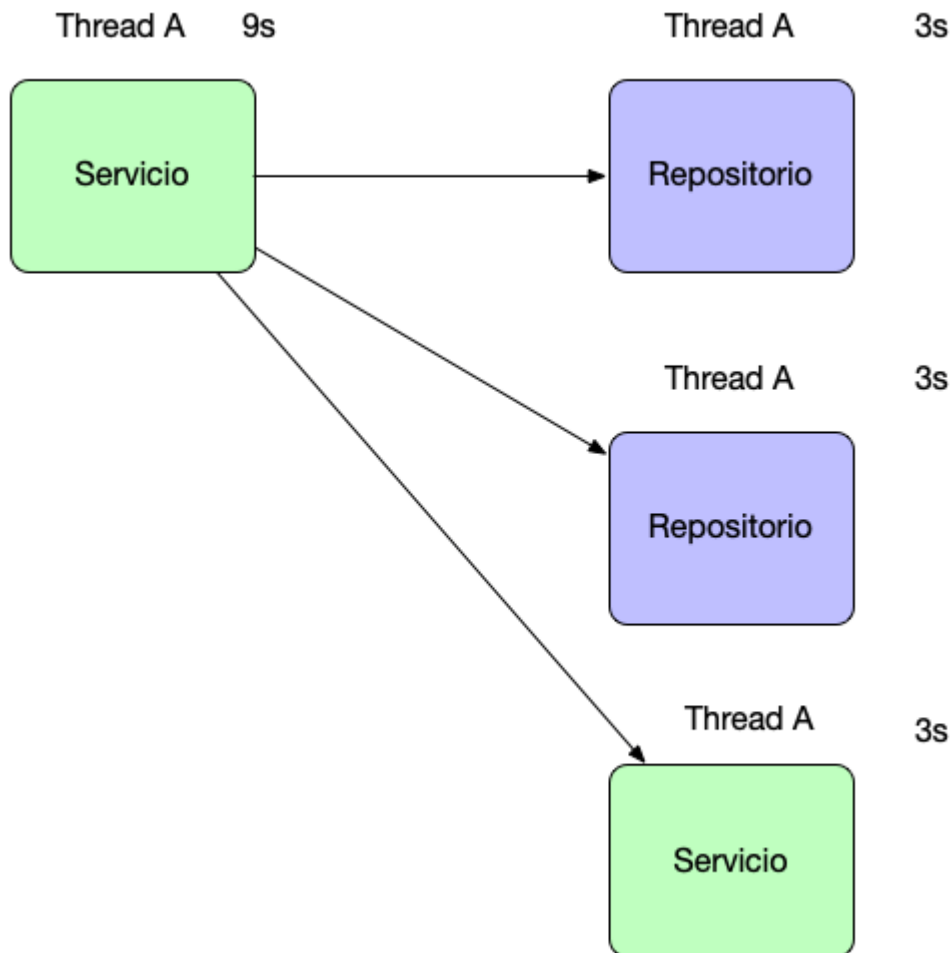 Thread A 9s
Thread A 3s
Servicio
Repositorio
Thread A 3s
Repositorio
Thread A 3s
Servicio